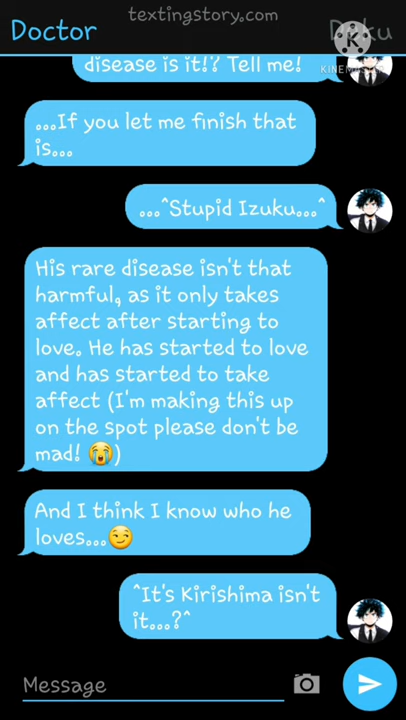 textingstory.com
Doctor
Deku
disease is it!? Tell me!
KINEMASTER
...If you let me finish that
is...
...^Stupid Izuku...^
His rare disease isn't that
harmful, as it only takes
affect after starting to
love. He has started to love
and has started to take
affect (I'm making this up
on the spot please don't be
mad! 😭)
And I think I know who he
loves...😏
^It's Kirishima isn't
it...?^
Message